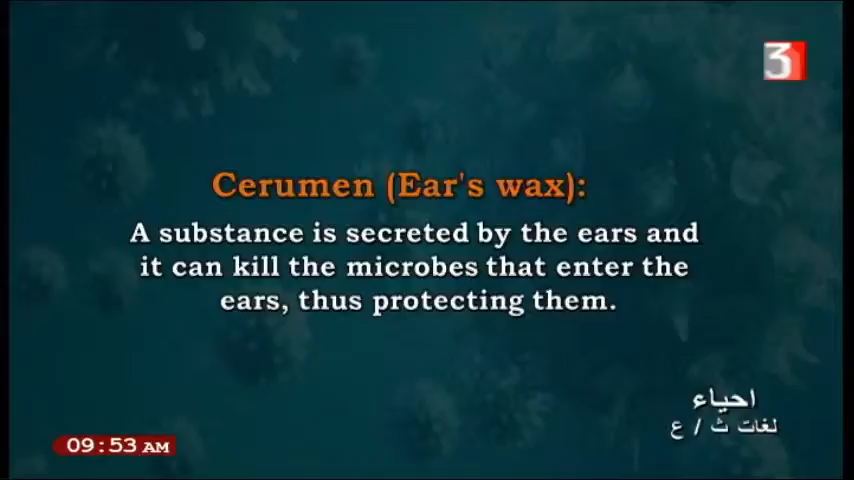 3
Cerumen (Ear's wax):
A substance is secreted by the ears and
it can kill the microbes that enter the
ears, thus protecting them.
احياء
لغات ث / ع
09:53 AM